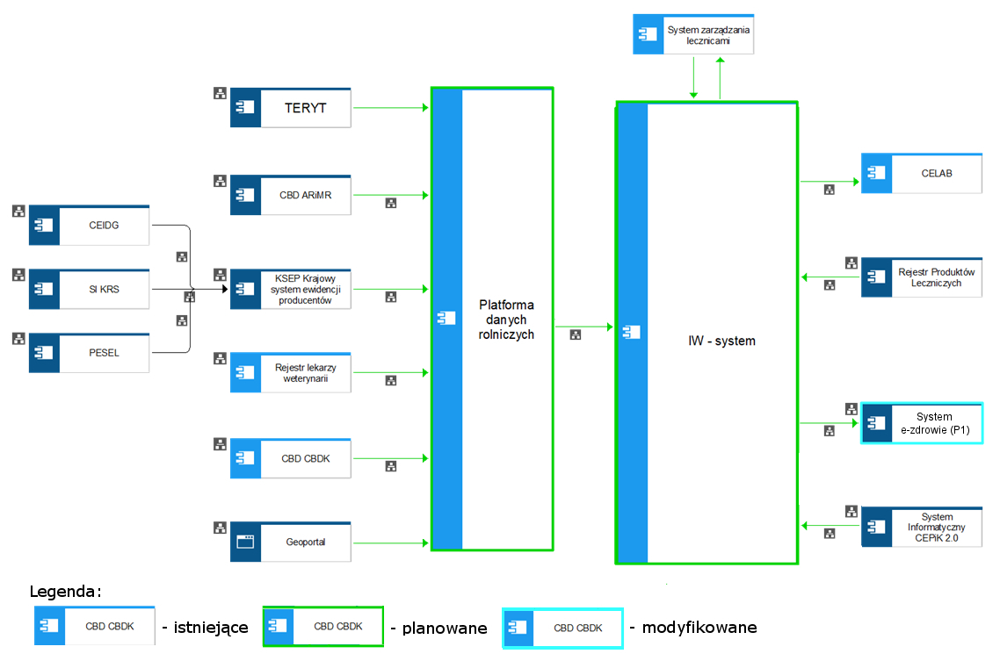 System zarządzania
lecznicami
TERYT
CBD ARiMR
CEIDG
SI KRS
PESEL
KSEP Krajowy
system ewidencji
producentów
Rejestr lekarzy
weterynarii
CBD CBDK
Geoportal
Platforma
danych
rolniczych
IW - system
CELAB
Rejestr Produktów
Leczniczych
System
e-zdrowie (P1)
System
Informatyczny
CEPiK 2.0
Legenda:
CBD CBDK
- istniejące
CBD CBDK
- planowane
CBD CBDK
- modyfikowane